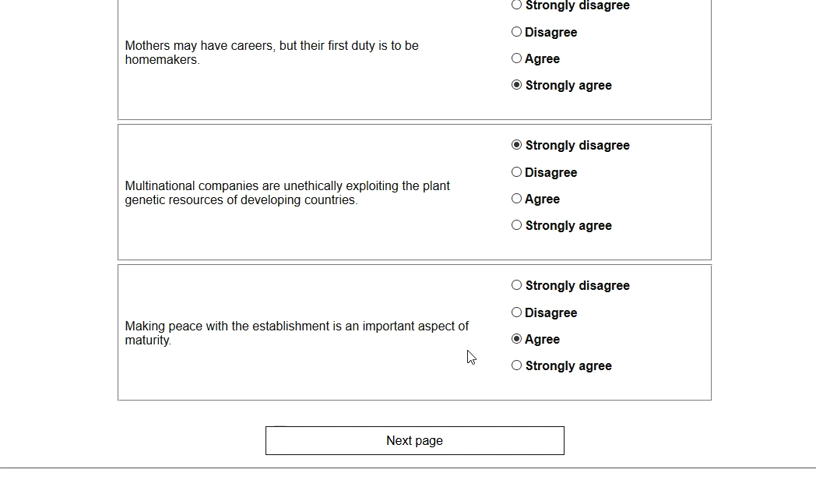 Strongly disagree
Disagree
Mothers may have careers, but their first duty is to be
homemakers.
Agree
Strongly agree
Strongly disagree
Disagree
Multinational companies are unethically exploiting the plant
genetic resources of developing countries.
Agree
Strongly agree
Strongly disagree
Disagree
Making peace with the establishment is an important aspect of
maturity.
Agree
Strongly agree
Next page